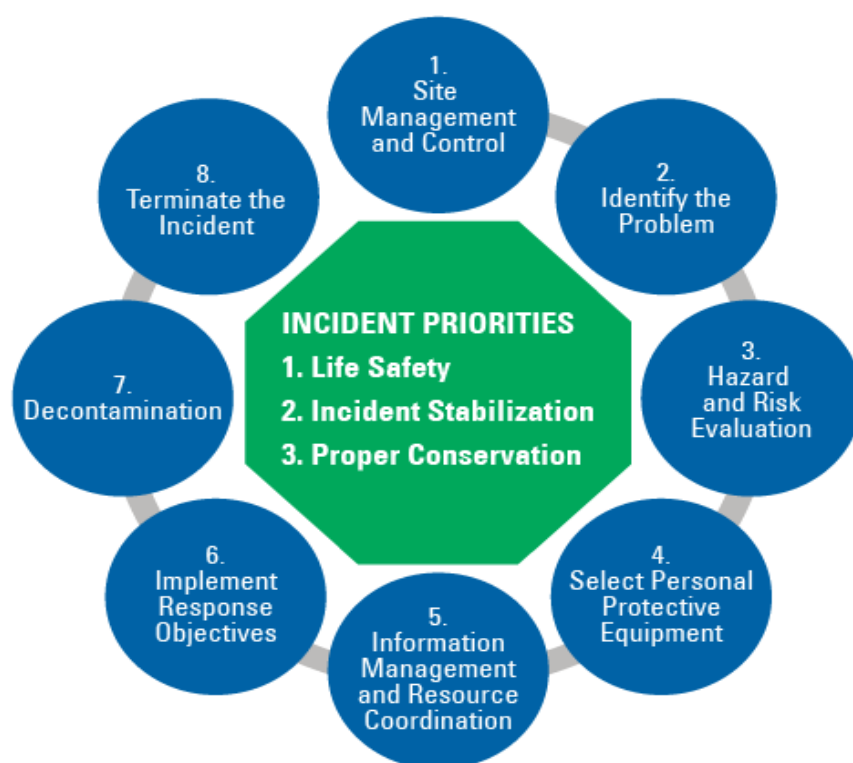 1.
Site
Management
and Control
2.
Identify the
Problem
3.
Hazard
and Risk
Evaluation
4.
Select Personal
Protective
Equipment
5.
Information
Management
and Resource
Coordination
6.
Implement
Response
Objectives
7.
Decontamination
8.
Terminate the
Incident
INCIDENT PRIORITIES
1. Life Safety
2. Incident Stabilization
3. Proper Conservation